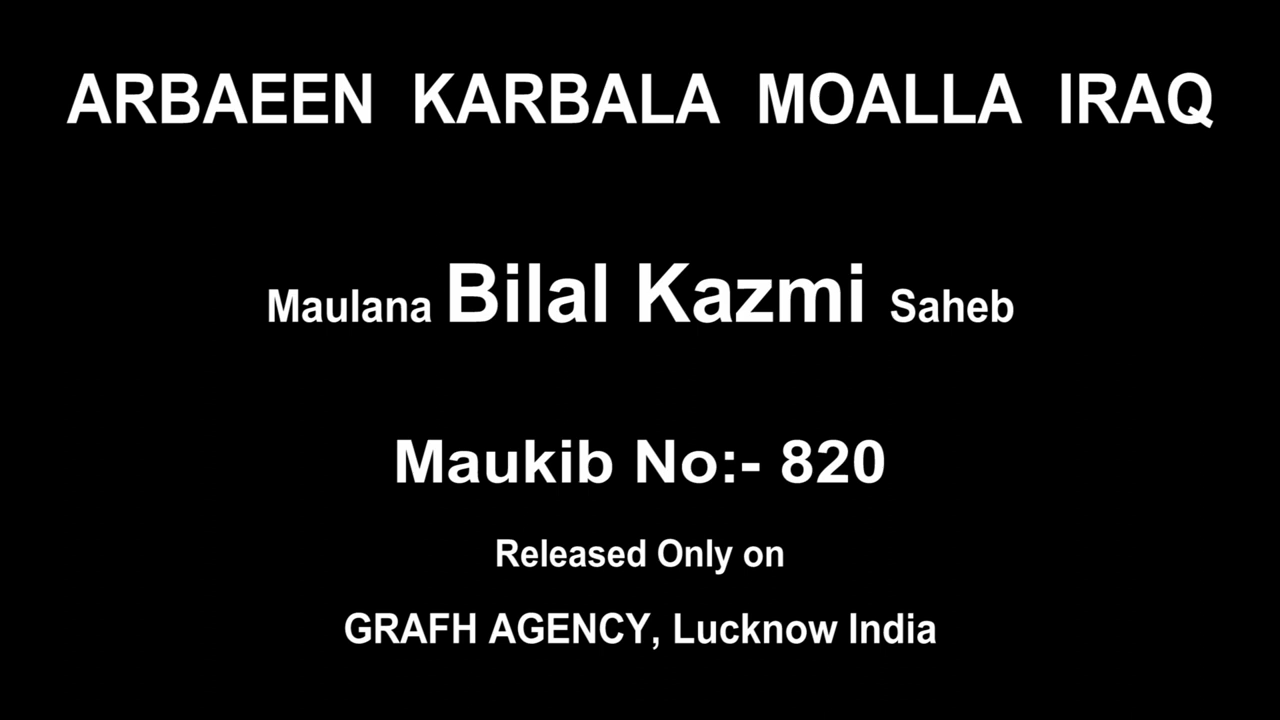 ARBAEEN KARBALA MOALLA IRAQ
Maulana Bilal Kazmi Saheb
Maukib No:- 820
Released Only on
GRAFH AGENCY, Lucknow India